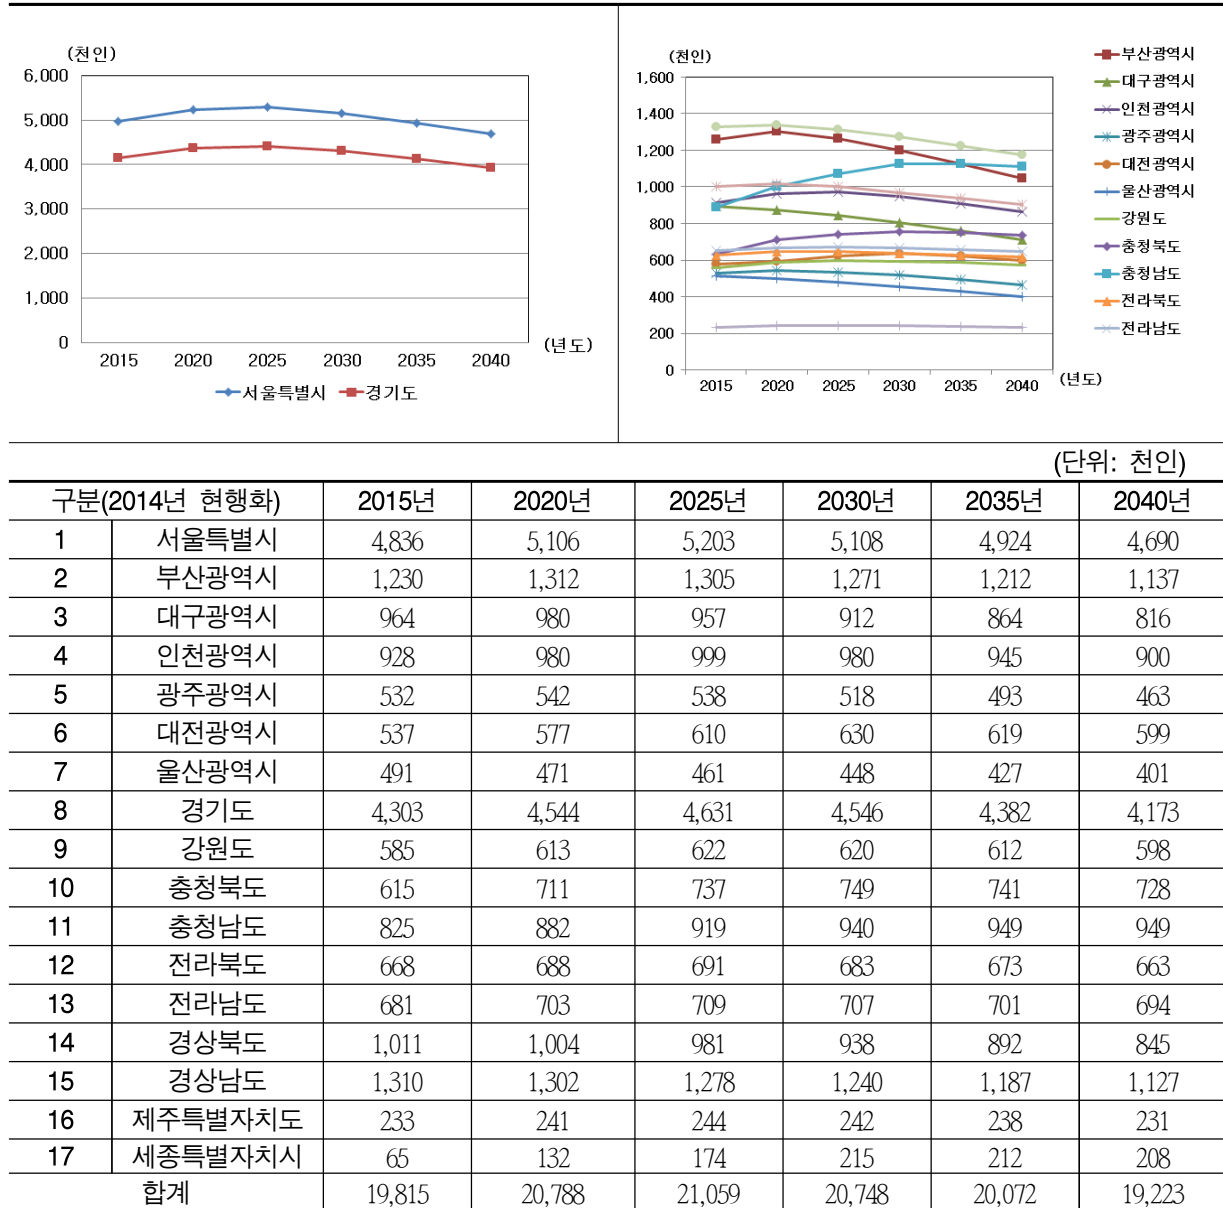 (천인)
6,000
5,000
4,000
3,000
2,000
1,000
0
2015 2020 2025 2030 2035 2040
(년도)
서울특별시 경기도
(천인)
1,600
1,400
1,200
1,000
800
600
400
200
0
2015 2020 2025 2030 2035 2040
(년도)
부산광역시
대구광역시
인천광역시
광주광역시
대전광역시
울산광역시
강원도
충청북도
충청남도
전라북도
전라남도
(단위: 천인)
구분(2014년 현행화) 2015년 2020년 2025년 2030년 2035년 2040년
1 서울특별시 4,836 5,106 5,203 5,108 4,924 4,690
2 부산광역시 1,230 1,312 1,305 1,271 1,212 1,137
3 대구광역시 964 980 957 912 864 816
4 인천광역시 928 980 999 980 945 900
5 광주광역시 532 542 538 518 493 463
6 대전광역시 537 577 610 630 619 599
7 울산광역시 491 471 461 448 427 401
8 경기도 4,303 4,544 4,631 4,546 4,382 4,173
9 강원도 585 613 622 620 612 598
10 충청북도 615 711 737 749 741 728
11 충청남도 825 882 919 940 949 949
12 전라북도 668 688 691 683 673 663
13 전라남도 681 703 709 707 701 694
14 경상북도 1,011 1,004 981 938 892 845
15 경상남도 1,310 1,302 1,278 1,240 1,187 1,127
16 제주특별자치도 233 241 244 242 238 231
17 세종특별자치시 65 132 174 215 212 208
합계 19,815 20,788 21,059 20,748 20,072 19,223